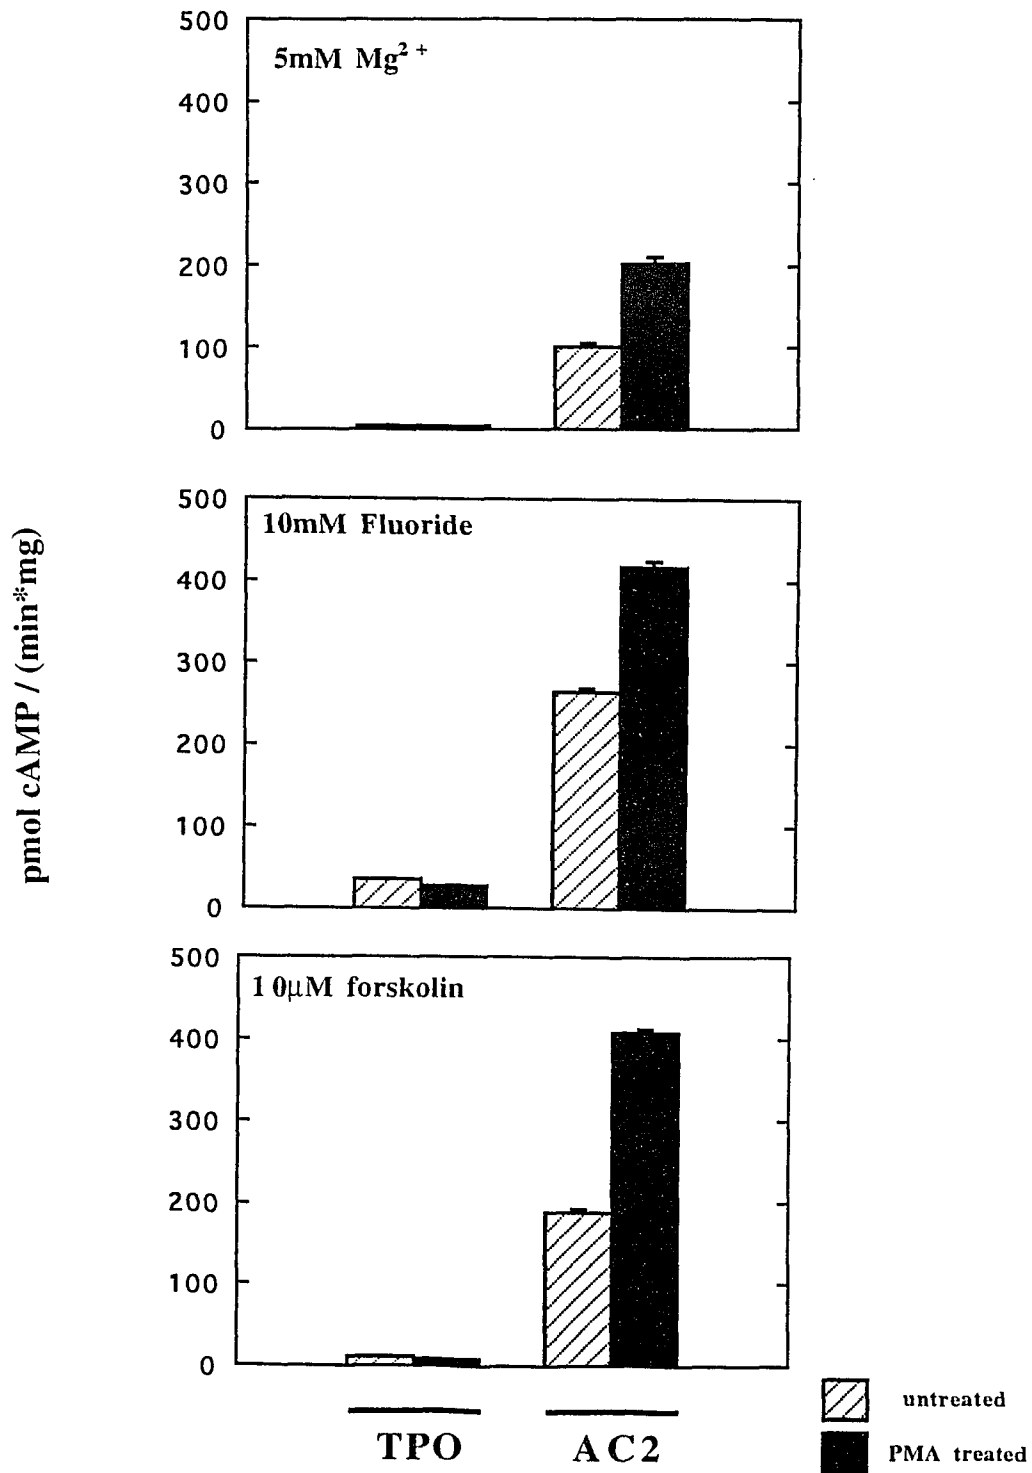 pmol cAMP / (min*mg)
500
5mM Mg2+
400
300
200
100
0
500
10mM Fluoride
400
300
200
100
0
500
10μM forskolin
400
300
200
100
0
TPO AC2
untreated
PMA treated